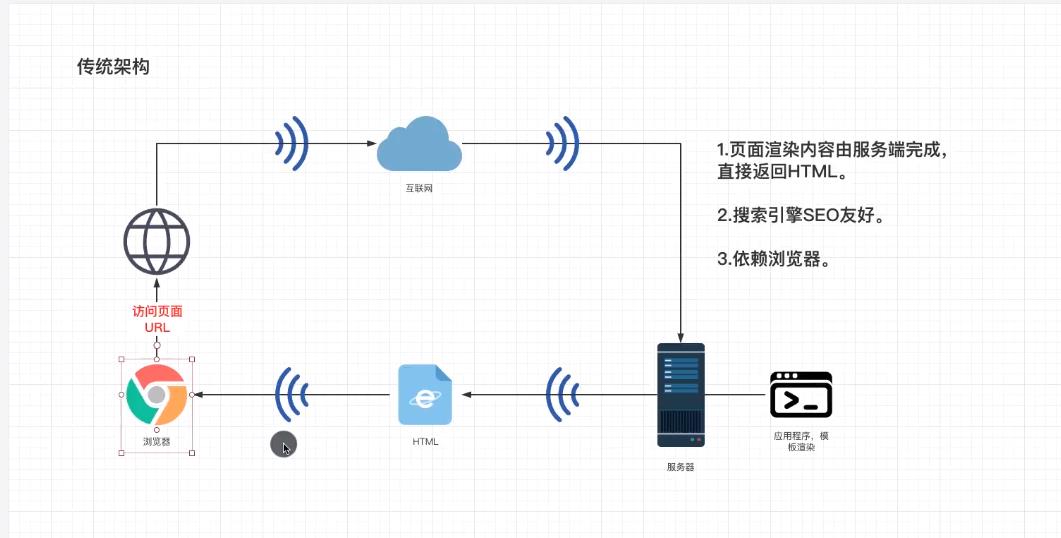 传统架构
互联网
1.页面渲染内容由服务端完成，
直接返回HTML。
2.搜索引擎SEO友好。
3.依赖浏览器。
访问页面
URL
浏览器
HTML
服务器
应用程序，模
板渲染